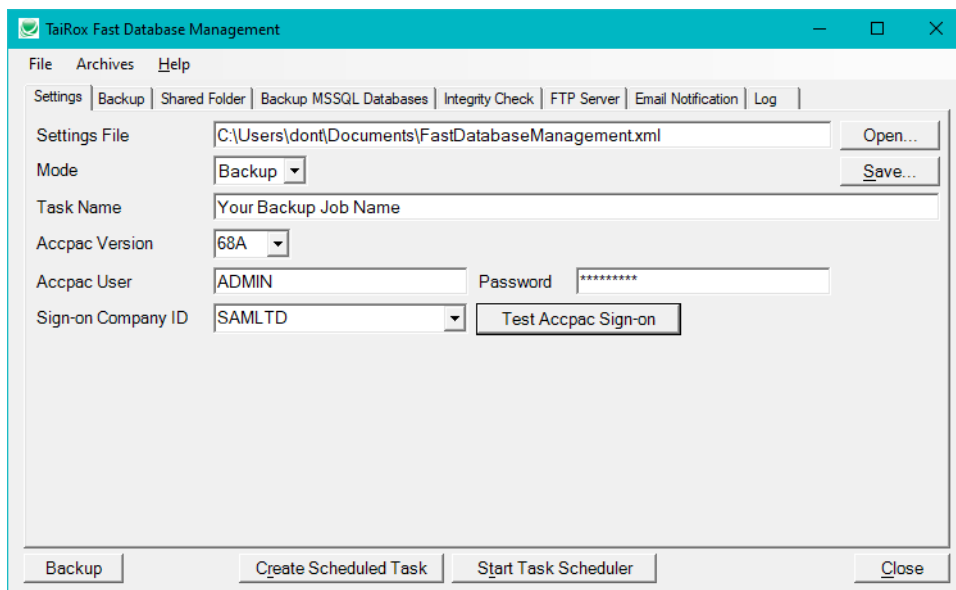 TaiRox Fast Database Management
File Archives Help
Settings Backup Shared Folder Backup MSSQL Databases Integrity Check FTP Server Email Notification Log
Settings File C:\Users\dont\Documents\FastDatabaseManagement.xml Open...
Mode Backup Save...
Task Name Your Backup Job Name
Accpac Version 68A
Accpac User ADMIN Password *********
Sign-on Company ID SAMLTD Test Accpac Sign-on
Backup Create Scheduled Task Start Task Scheduler Close